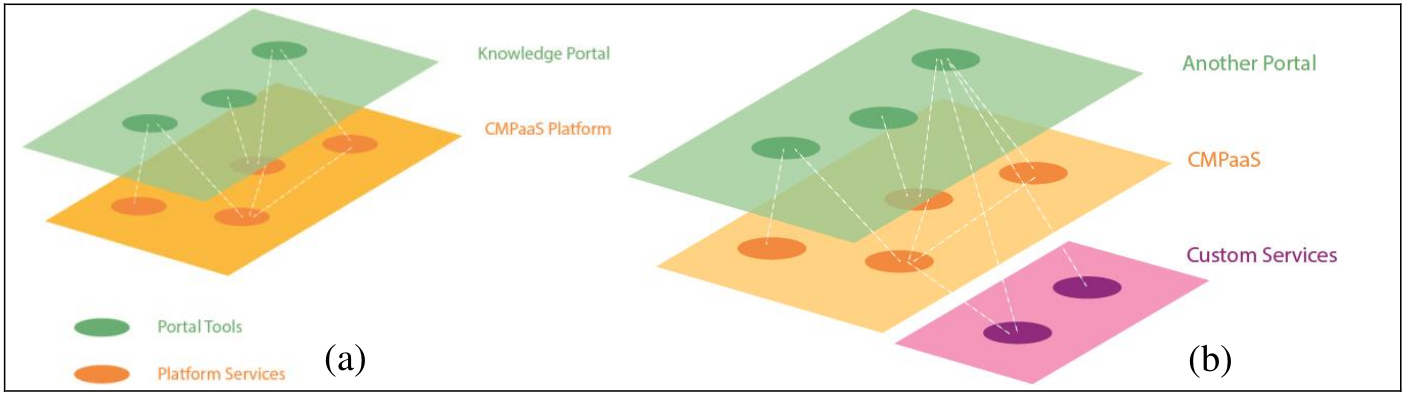 Knowledge Portal
CMPaaS Platform
Portal Tools
Platform Services
(a)
Another Portal
CMPaaS
Custom Services
(b)